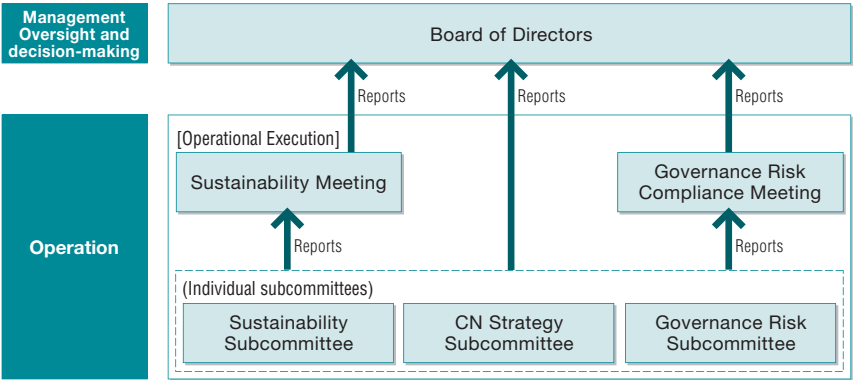 Management
Oversight and
decision-making
Board of Directors
Reports
Reports
Reports
Operation
[Operational Execution]
Sustainability Meeting
Governance Risk
Compliance Meeting
Reports
Reports
(Individual subcommittees)
Sustainability
Subcommittee
CN Strategy
Subcommittee
Governance Risk
Subcommittee